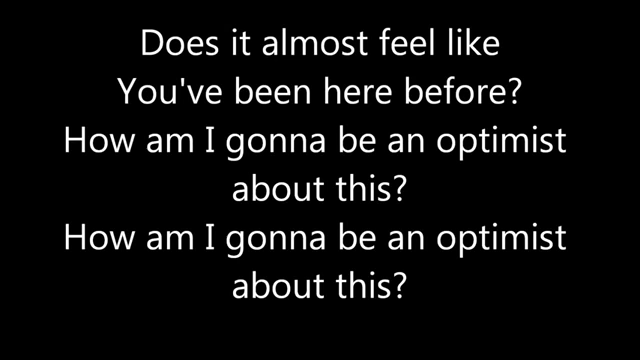 Does it almost feel like
You've been here before?
How am I gonna be an optimist
about this?
How am I gonna be an optimist
about this?